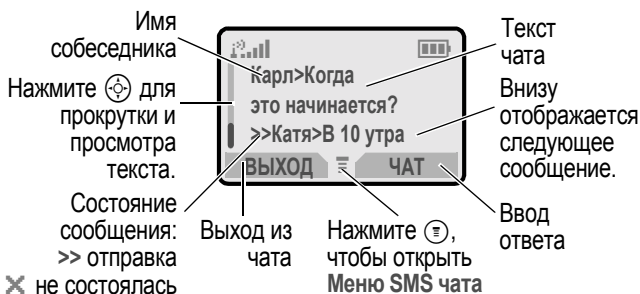 Имя
собеседника
Нажмите для
прокрутки и
просмотра
текста.
Состояние
сообщения:
>> отправка
не состоялась
Карл>Когда
это начинается?
>>Катя>В 10 утра
ВЫХОД ЧАТ
Выход из
чата
Нажмите ,
чтобы открыть
Меню SMS чата
Текст
чата
Внизу
отображается
следующее
сообщение.
Ввод
ответа